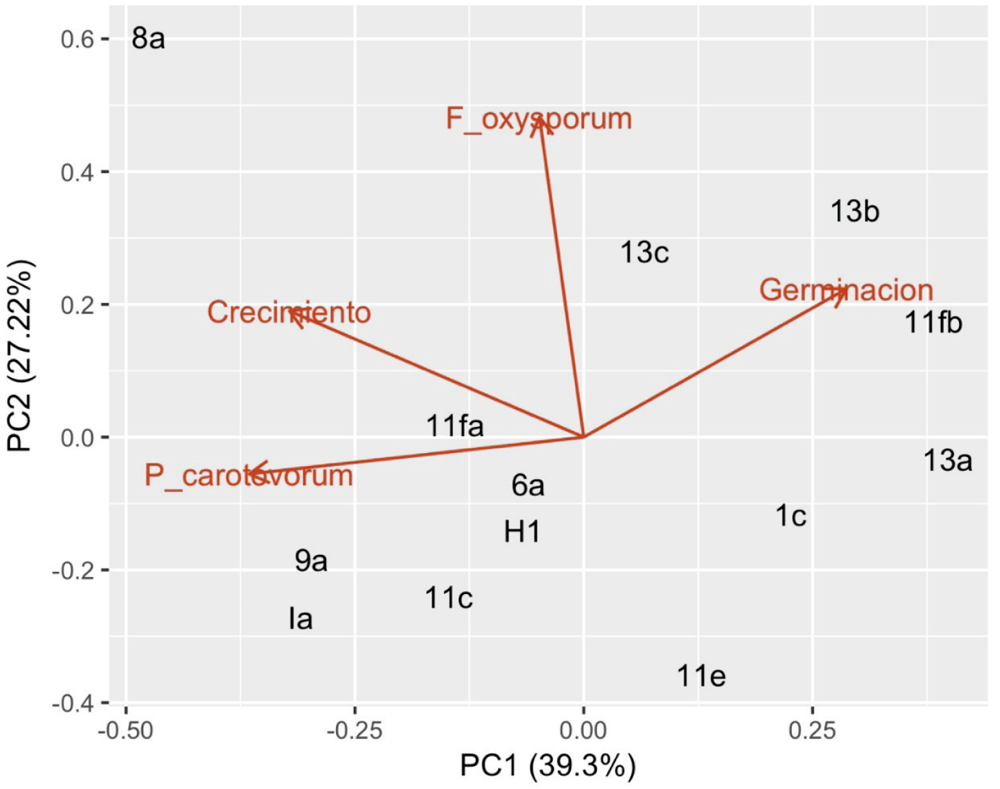 8a
F_oxysporum
13b
13c
Germinacion
Crecimiento
11fb
11fa
P_carotovorum
13a
6a
1c
H1
9a
11c
Ia
11e
0.6
0.4
0.2
0.0
-0.2
-0.4
-0.50
-0.25
0.00
0.25
PC1 (39.3%)
PC2 (27.22%)